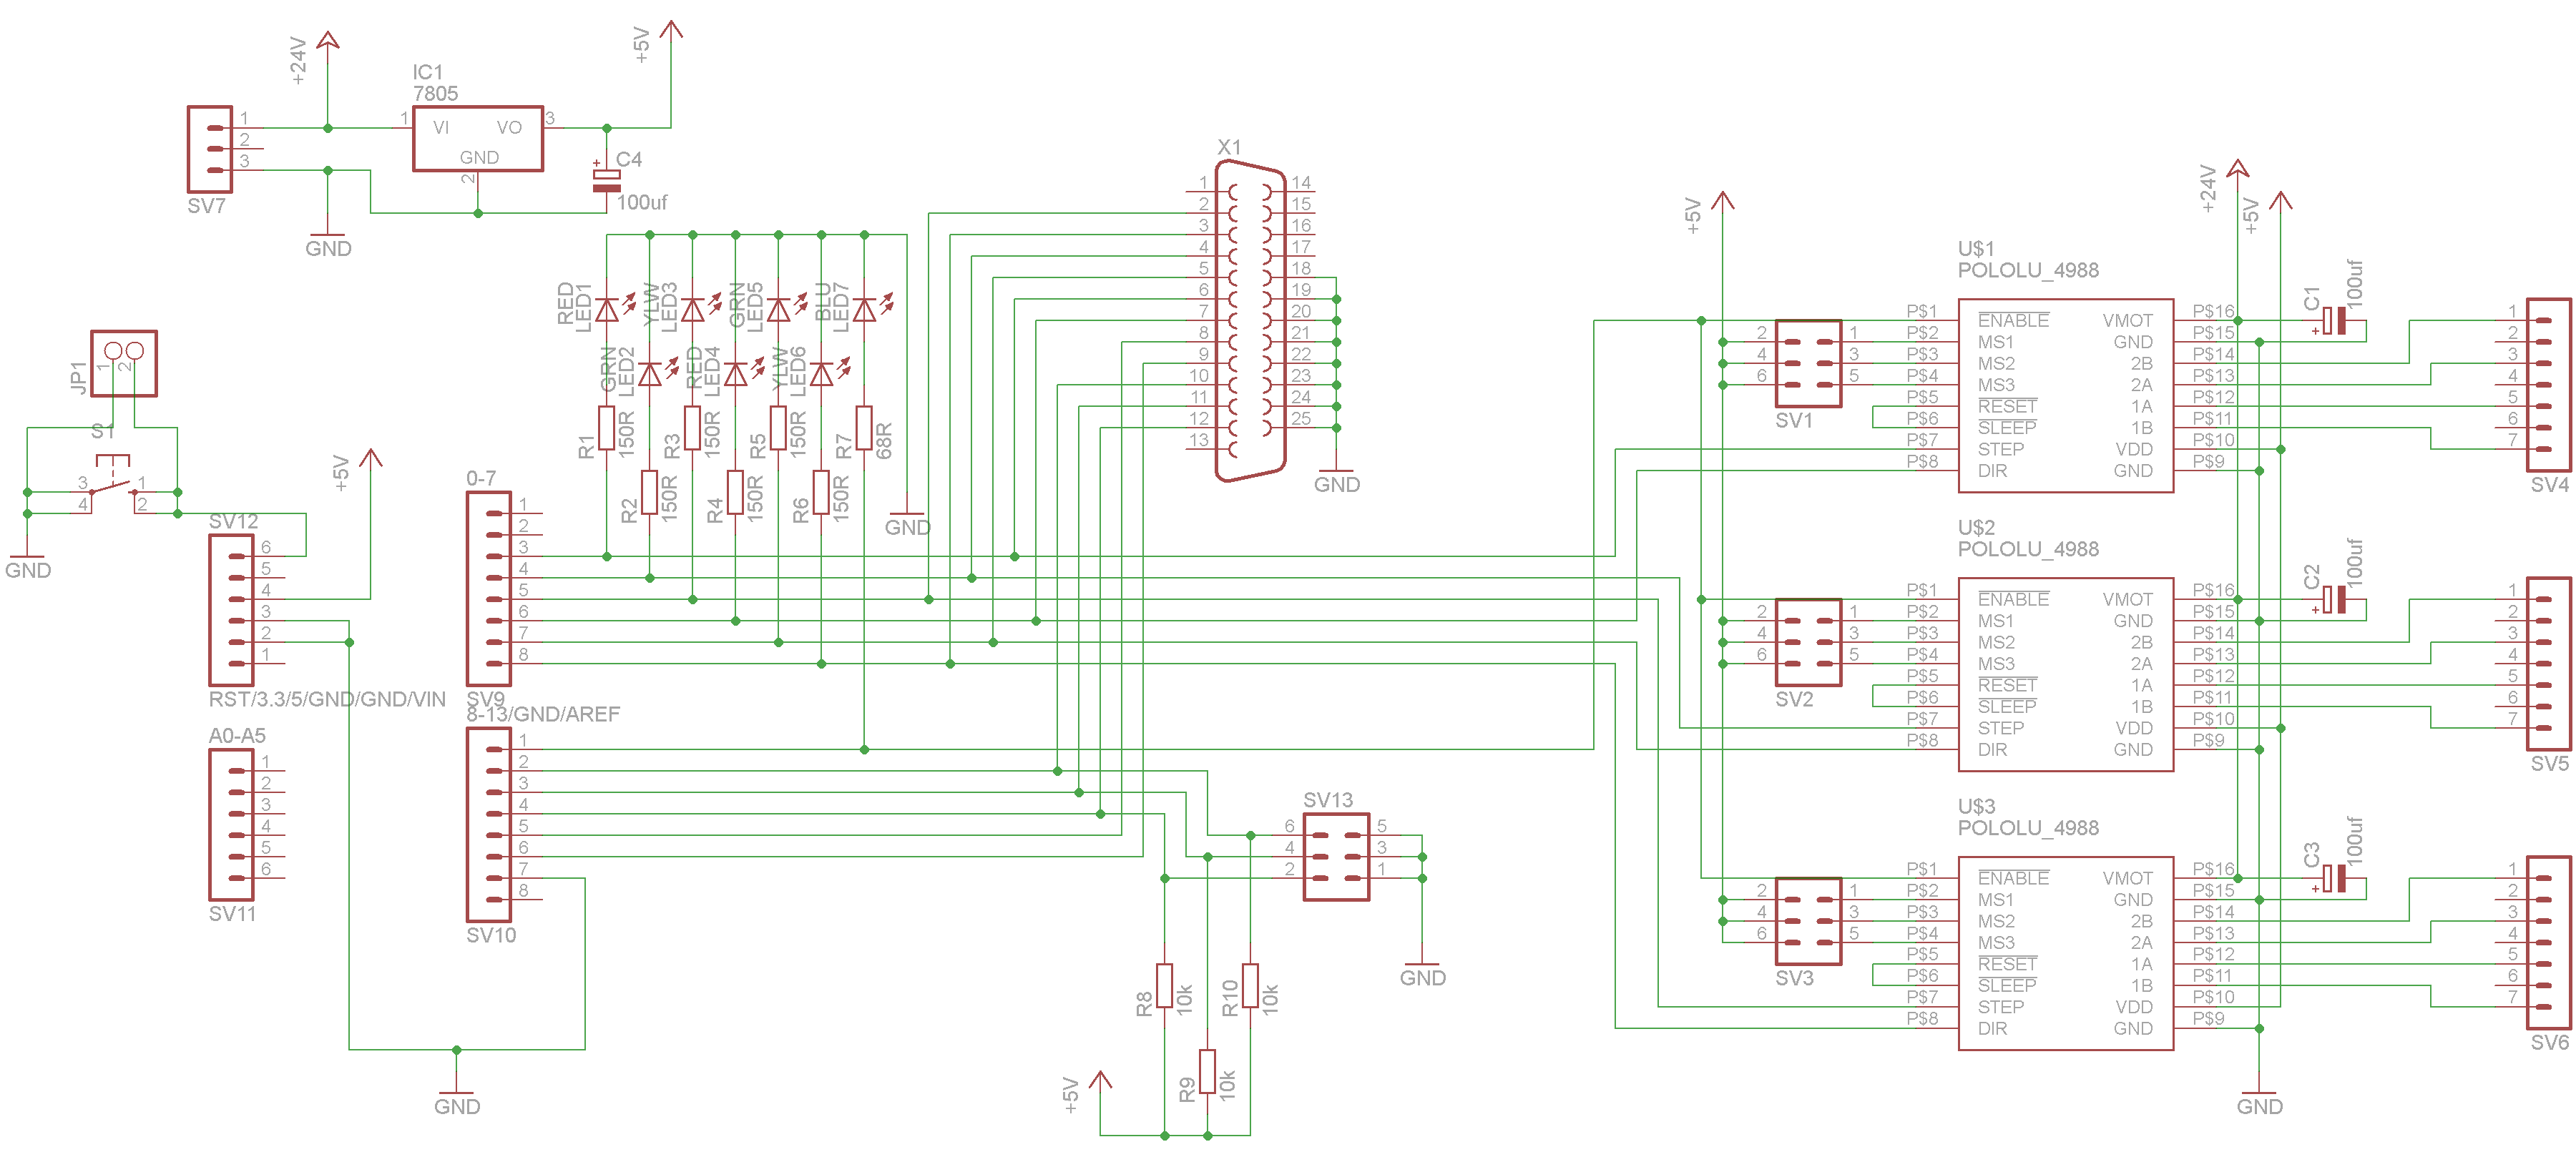 +24V
+5V
IC1
7805
1
VI
VO
3
GND
2
1
2
3
SV7
GND
C4
+
100uf
X1
1
2
3
4
5
6
7
8
9
10
11
12
13
14
15
16
17
18
19
20
21
22
23
24
25
GND
RED
LED1
GRN
LED2
YLW
LED3
RED
LED4
GRN
LED5
YLW
LED6
BLU
LED7
R1
150R
R2
150R
R3
150R
R4
150R
R5
150R
R6
150R
R7
68R
GND
JP1
1
2
S1
3
4
1
2
GND
+5V
SV12
6
5
4
3
2
1
RST/3.3/5/GND/GND/VIN
A0-A5
1
2
3
4
5
6
SV11
0-7
1
2
3
4
5
6
7
8
SV9
8-13/GND/AREF
1
2
3
4
5
6
7
8
SV10
GND
SV13
6
4
2
5
3
1
GND
R8
10k
R9
10k
R10
10k
+5V
+5V
+24V
+5V
U$1
POLOLU_4988
P$1
P$2
P$3
P$4
P$5
P$6
P$7
P$8
ENABLE
MS1
MS2
MS3
RESET
SLEEP
STEP
DIR
VMOT
GND
2B
2A
1A
1B
VDD
GND
P$16
P$15
P$14
P$13
P$12
P$11
P$10
P$9
2
4
6
1
3
5
SV1
C1
+
100uf
1
2
3
4
5
6
7
SV4
U$2
POLOLU_4988
P$1
P$2
P$3
P$4
P$5
P$6
P$7
P$8
ENABLE
MS1
MS2
MS3
RESET
SLEEP
STEP
DIR
VMOT
GND
2B
2A
1A
1B
VDD
GND
P$16
P$15
P$14
P$13
P$12
P$11
P$10
P$9
2
4
6
1
3
5
SV2
C2
+
100uf
1
2
3
4
5
6
7
SV5
U$3
POLOLU_4988
P$1
P$2
P$3
P$4
P$5
P$6
P$7
P$8
ENABLE
MS1
MS2
MS3
RESET
SLEEP
STEP
DIR
VMOT
GND
2B
2A
1A
1B
VDD
GND
P$16
P$15
P$14
P$13
P$12
P$11
P$10
P$9
2
4
6
1
3
5
SV3
C3
+
100uf
1
2
3
4
5
6
7
SV6
GND